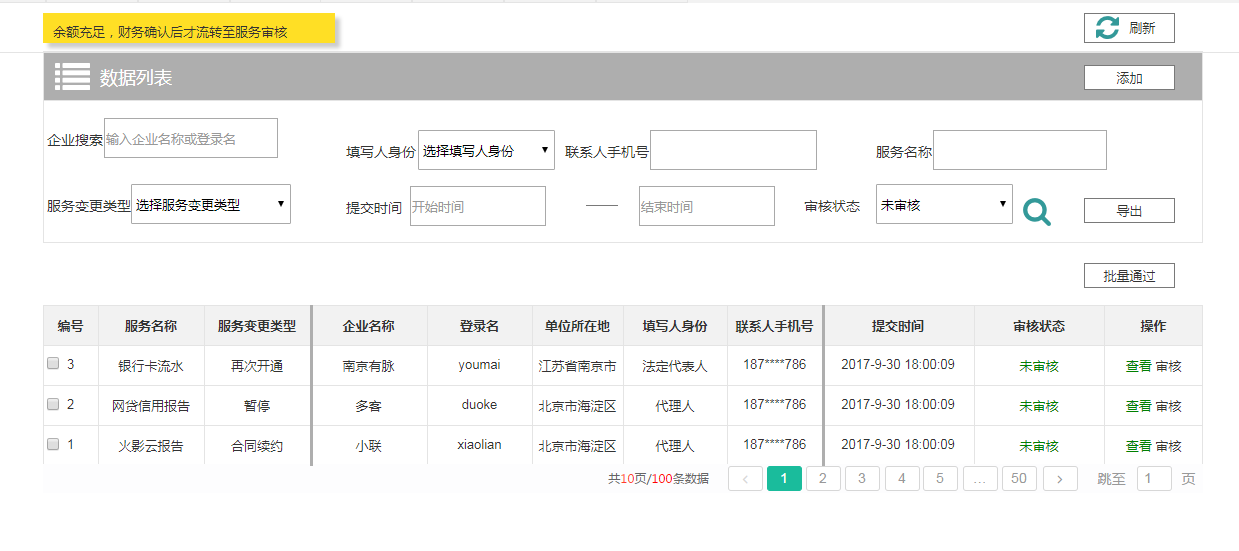 余额充足，财务确认后才流转至服务审核
刷新
数据列表
添加
企业搜索 输入企业名称或登录名
填写人身份 选择填写人身份 联系人手机号 服务名称
服务变更类型 选择服务变更类型 提交时间 开始时间 —— 结束时间 审核状态 未审核 导出
批量通过
编号 服务名称 服务变更类型 企业名称 登录名 单位所在地 填写人身份 联系人手机号 提交时间 审核状态 操作
3 银行卡流水 再次开通 南京有脉 youmai 江苏省南京市 法定代表人 187****786 2017-9-30 18:00:09 未审核 查看 审核
2 网贷信用报告 暂停 多客 duoke 北京市海淀区 代理人 187****786 2017-9-30 18:00:09 未审核 查看 审核
1 火影云报告 合同续约 小联 xiaolian 北京市海淀区 代理人 187****786 2017-9-30 18:00:09 未审核 查看 审核
共10页/100条数据 ‹ 1 2 3 4 5 ... 50 › 跳至 1 页